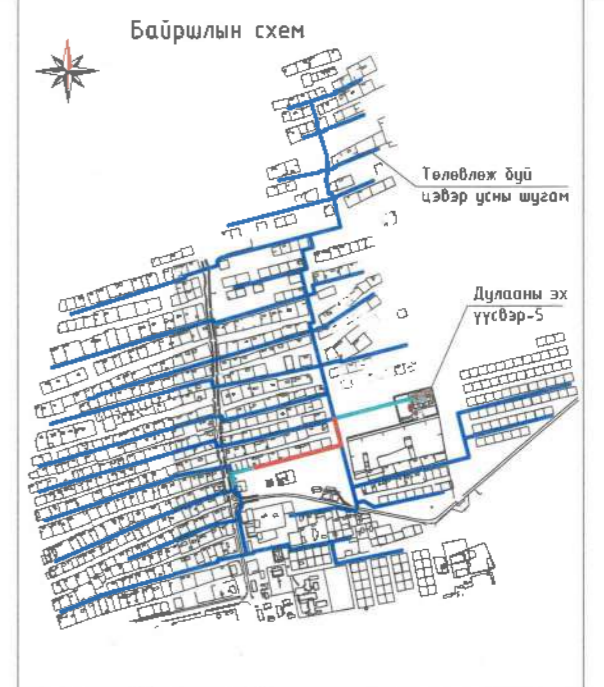 Байршлын схем
Төлөвлөж буй
цэвэр усны шугам
Дулааны эх
үүсвэр-5